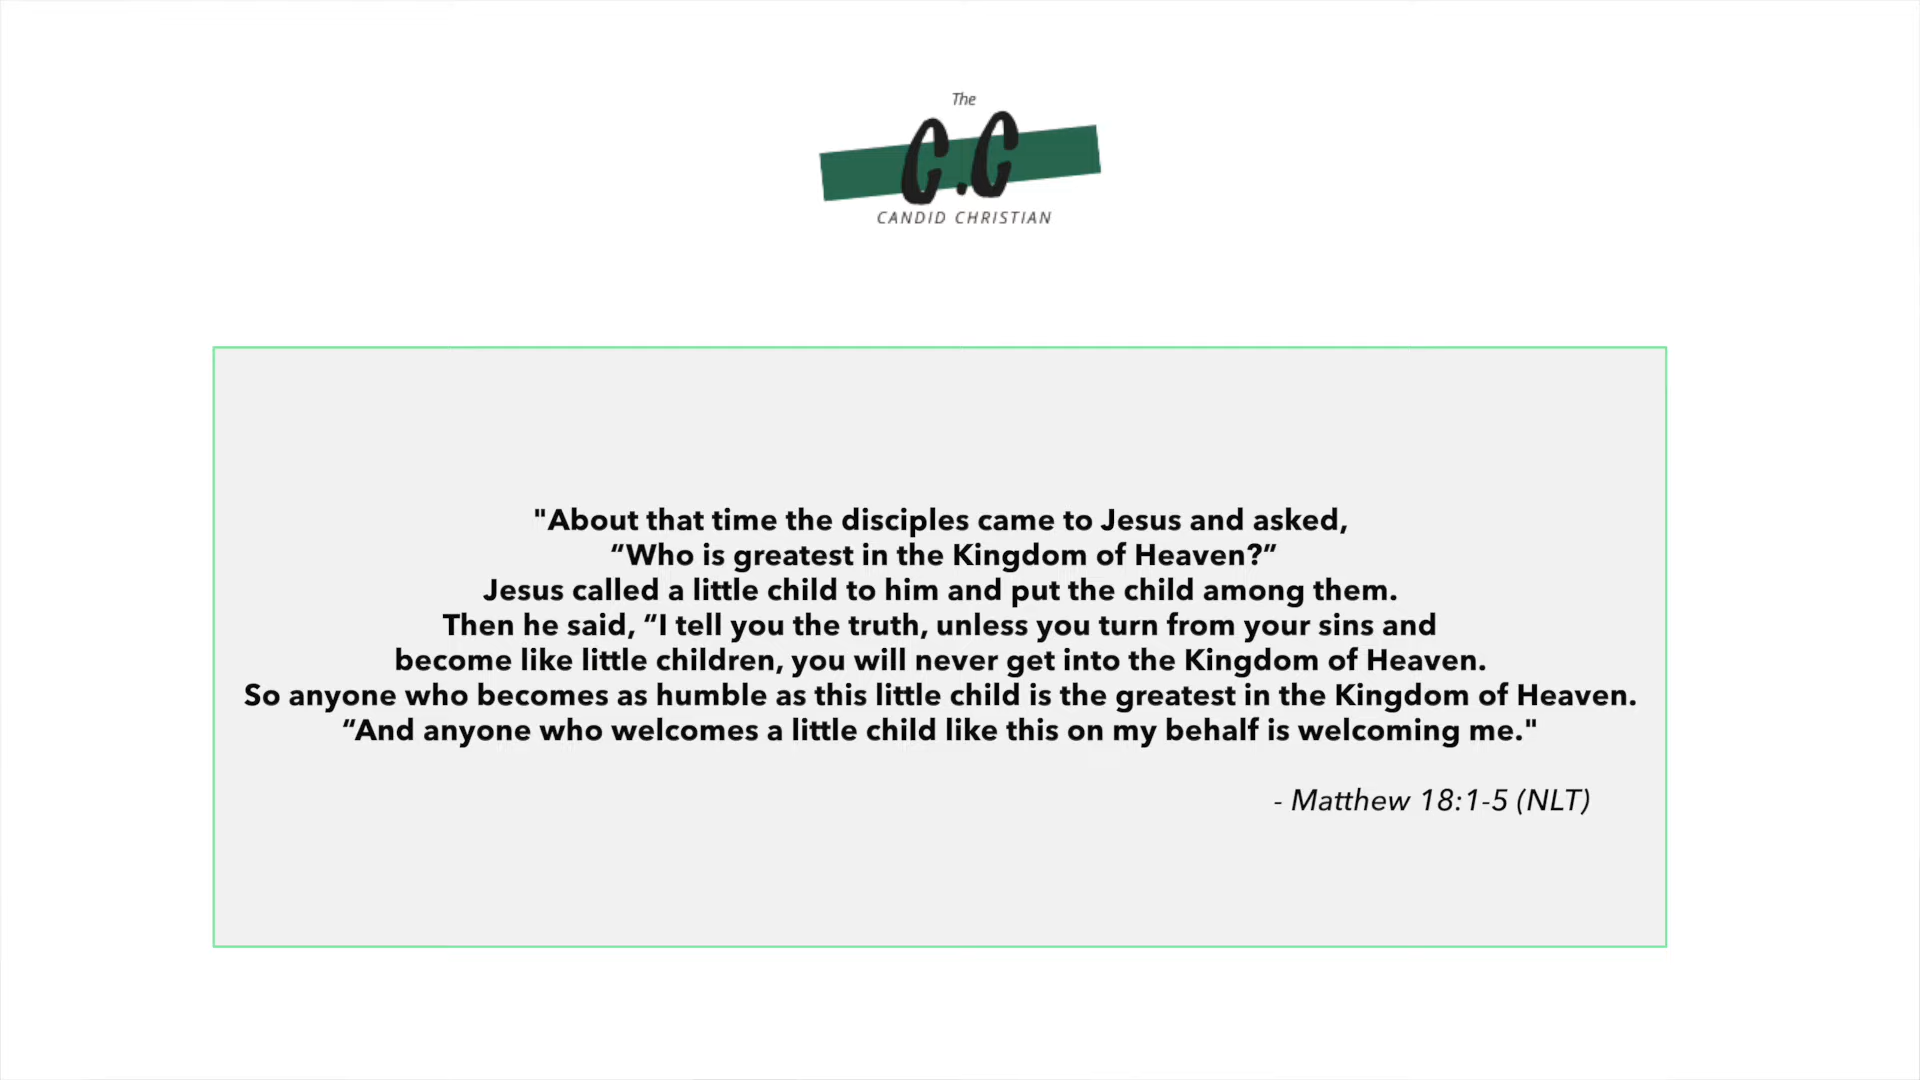 The
C.C
CANDID CHRISTIAN
"About that time the disciples came to Jesus and asked,
“Who is greatest in the Kingdom of Heaven?”
Jesus called a little child to him and put the child among them.
Then he said, “I tell you the truth, unless you turn from your sins and
become like little children, you will never get into the Kingdom of Heaven.
So anyone who becomes as humble as this little child is the greatest in the Kingdom of Heaven.
“And anyone who welcomes a little child like this on my behalf is welcoming me."
- Matthew 18:1-5 (NLT)